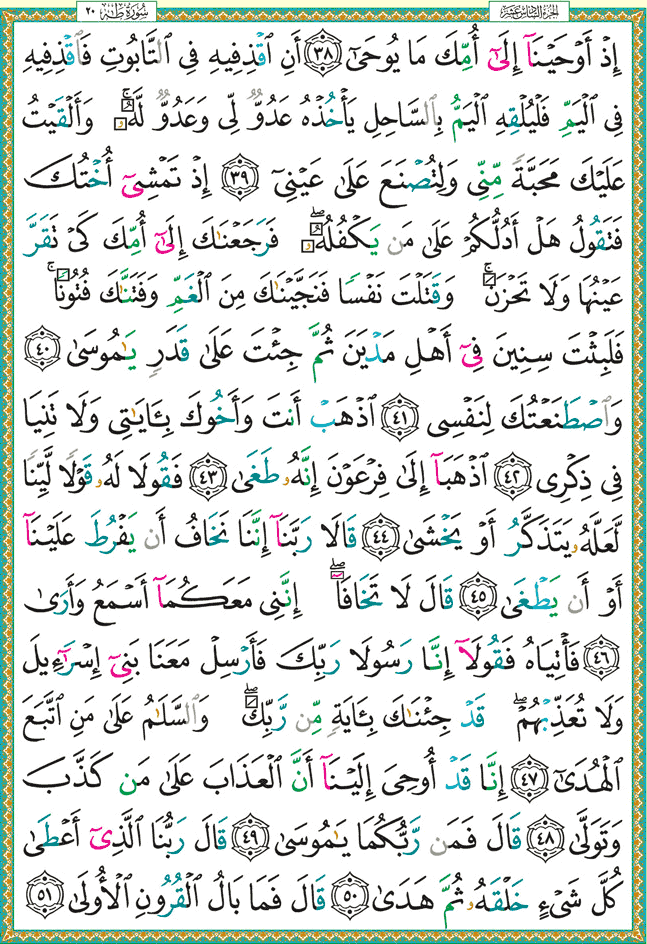 الجزء السادس عشر سورة طه ٢٠
إِذْ أَوْحَيْنَآ إِلَىٰٓ أُمِّكَ مَا يُوحَىٰٓ ٣٨ أَنِ ٱقْذِفِيهِ فِى ٱلتَّابُوتِ فَٱقْذِفِيهِ
فِى ٱلْيَمِّ فَلْيُلْقِهِ ٱلْيَمُّ بِٱلسَّاحِلِ يَأْخُذْهُ عَدُوٌّ لِّى وَعَدُوٌّ لَّهُۥ ۚ وَأَلْقَيْتُ
عَلَيْكَ مَحَبَّةً مِّنِّى وَلِتُصْنَعَ عَلَىٰ عَيْنِىٓ ٣٩ إِذْ تَمْشِىٓ أُخْتُكَ
فَتَقُولُ هَلْ أَدُلُّكُمْ عَلَىٰ مَن يَكْفُلُهُۥ ۖ فَرَجَعْنَٰكَ إِلَىٰٓ أُمِّكَ كَىْ تَقَرَّ
عَيْنُهَا وَلَا تَحْزَنَ ۚ وَقَتَلْتَ نَفْسًا فَنَجَّيْنَٰكَ مِنَ ٱلْغَمِّ وَفَتَنَّٰكَ فُتُونًا ۚ
فَلَبِثْتَ سِنِينَ فِىٓ أَهْلِ مَدْيَنَ ثُمَّ جِئْتَ عَلَىٰ قَدَرٍ يَٰمُوسَىٰ ٤٠
وَٱصْطَنَعْتُكَ لِنَفْسِى ٤١ ٱذْهَبْ أَنتَ وَأَخُوكَ بِـَٔايَٰتِى وَلَا تَنِيَا
فِى ذِكْرِى ٤٢ ٱذْهَبَآ إِلَىٰ فِرْعَوْنَ إِنَّهُۥ طَغَىٰ ٤٣ فَقُولَا لَهُۥ قَوْلًا لَّيِّنًا
لَّعَلَّهُۥ يَتَذَكَّرُ أَوْ يَخْشَىٰ ٤٤ قَالَا رَبَّنَآ إِنَّنَا نَخَافُ أَن يَفْرُطَ عَلَيْنَآ
أَوْ أَن يَطْغَىٰ ٤٥ قَالَ لَا تَخَافَآ ۖ إِنَّنِى مَعَكُمَآ أَسْمَعُ وَأَرَىٰ
٤٦ فَأْتِيَاهُ فَقُولَآ إِنَّا رَسُولَا رَبِّكَ فَأَرْسِلْ مَعَنَا بَنِىٓ إِسْرَٰٓءِيلَ
وَلَا تُعَذِّبْهُمْ ۖ قَدْ جِئْنَٰكَ بِـَٔايَةٍ مِّن رَّبِّكَ ۖ وَٱلسَّلَٰمُ عَلَىٰ مَنِ ٱتَّبَعَ
ٱلْهُدَىٰٓ ٤٧ إِنَّا قَدْ أُوحِىَ إِلَيْنَآ أَنَّ ٱلْعَذَابَ عَلَىٰ مَن كَذَّبَ
وَتَوَلَّىٰ ٤٨ قَالَ فَمَن رَّبُّكُمَا يَٰمُوسَىٰ ٤٩ قَالَ رَبُّنَا ٱلَّذِىٓ أَعْطَىٰ
كُلَّ شَىْءٍ خَلْقَهُۥ ثُمَّ هَدَىٰ ٥٠ قَالَ فَمَا بَالُ ٱلْقُرُونِ ٱلْأُولَىٰ ٥١